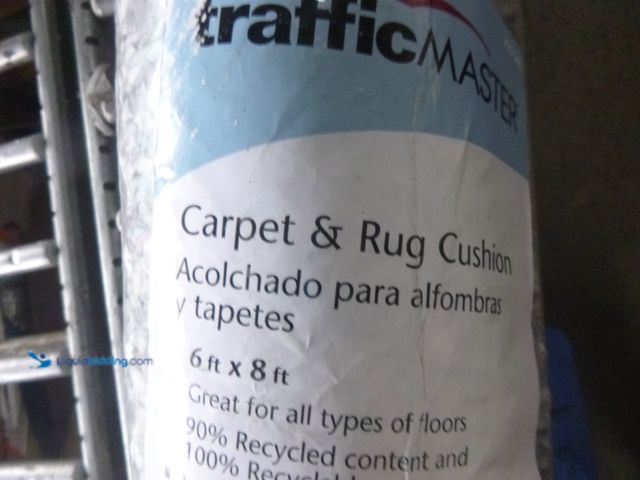 trafficMASTER
Carpet & Rug Cushion
Acolchado para alfombras
y tapetes
6 ft x 8 ft
Great for all types of floors
90% Recycled content and
100%
LiquidBidding.com